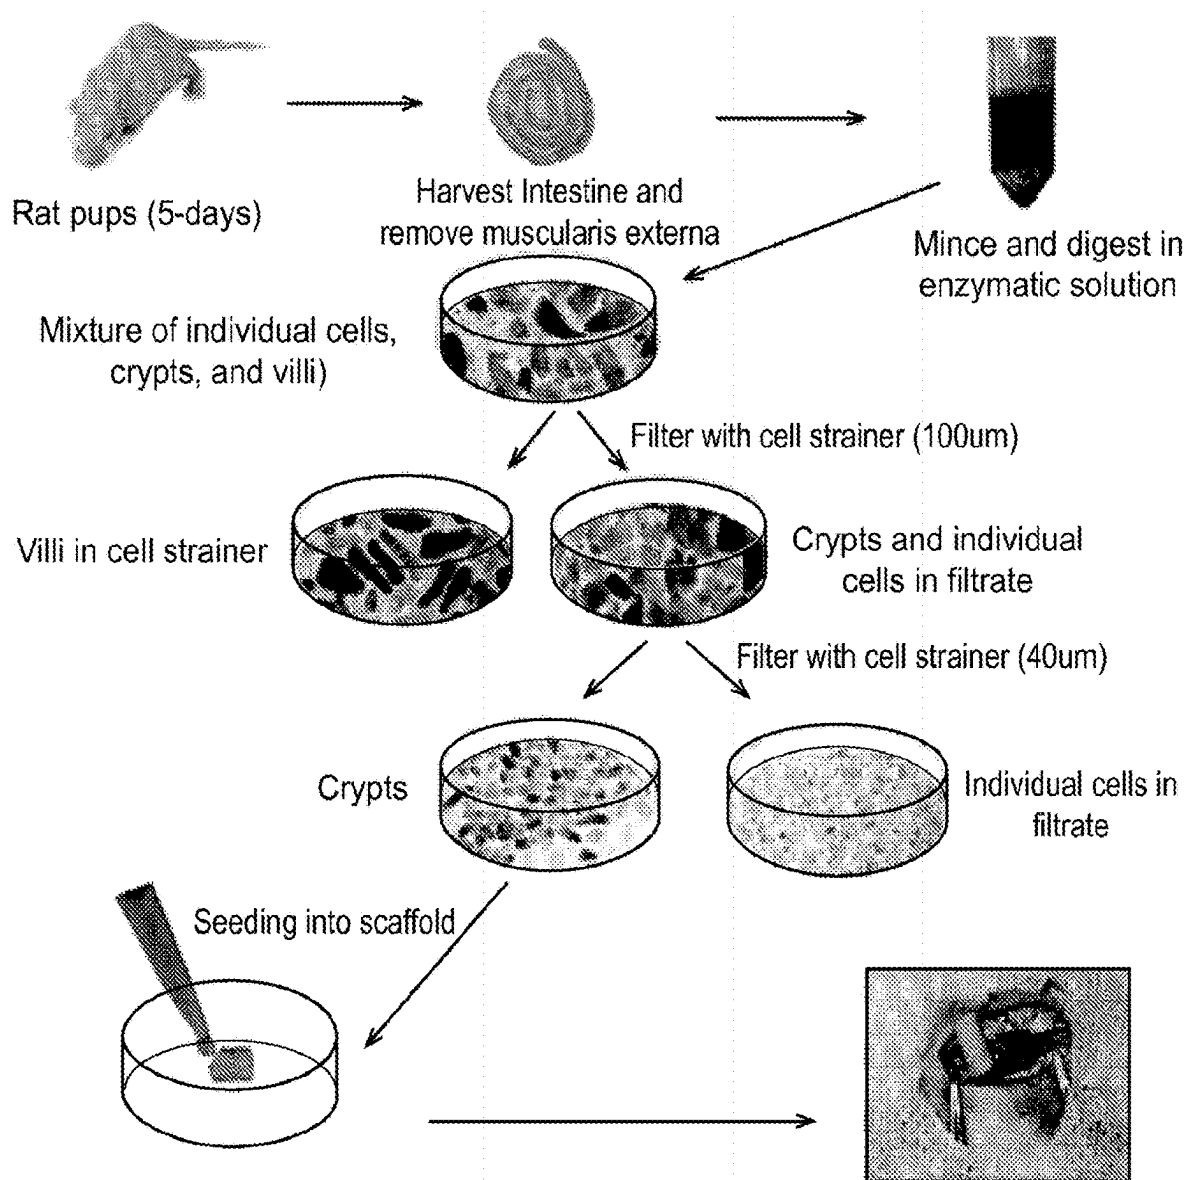 Rat pups (5-days)
Harvest Intestine and
remove muscularis externa
Mince and digest in
enzymatic solution
Mixture of individual cells,
crypts, and villi)
Filter with cell strainer (100um)
Villi in cell strainer
Crypts and individual
cells in filtrate
Filter with cell strainer (40um)
Crypts
Individual cells in
filtrate
Seeding into scaffold